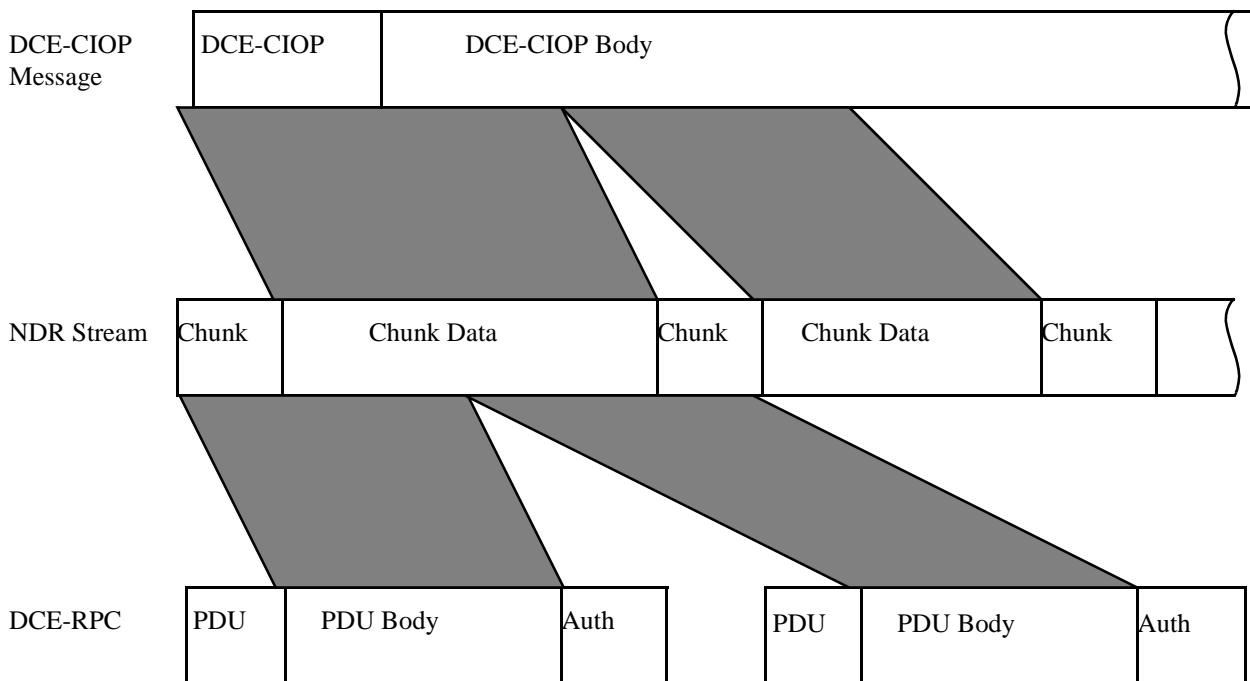 DCE-CIOP
Message
DCE-CIOP
DCE-CIOP Body
NDR Stream
Chunk
Chunk Data
Chunk
Chunk Data
Chunk
DCE-RPC
PDU
PDU Body
Auth
PDU
PDU Body
Auth